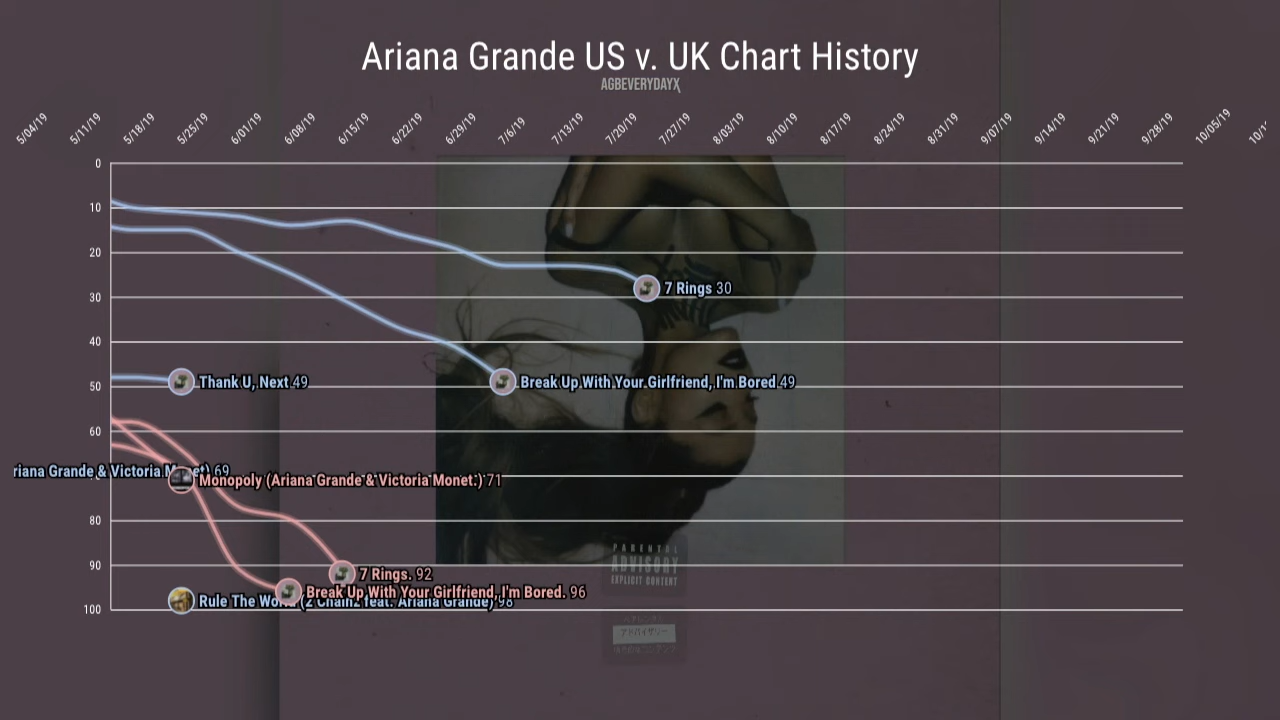 Ariana Grande US v. UK Chart History
AGBEVERYDAYX
5/04/19 5/11/19 5/18/19 5/25/19 6/01/19 6/08/19 6/15/19 6/22/19 6/29/19 7/6/19 7/13/19 7/20/19 7/27/19 8/03/19 8/10/19 8/17/19 8/24/19 8/31/19 9/07/19 9/14/19 9/21/19 9/28/19 10/05/19
0
10
20
7 Rings 30
30
40
Thank U, Next 49
Break Up With Your Girlfriend, I'm Bored 49
50
60
riana Grande & Victoria Monet) 69
Monopoly (Ariana Grande & Victoria Monet.) 71
80
PARENTAL
ADVISORY
EXPLICIT CONTENT
90
7 Rings. 92
Break Up With Your Girlfriend, I'm Bored. 96
Rule The World (2 Chainz feat. Ariana Grande) 98
100
アドバイザリー